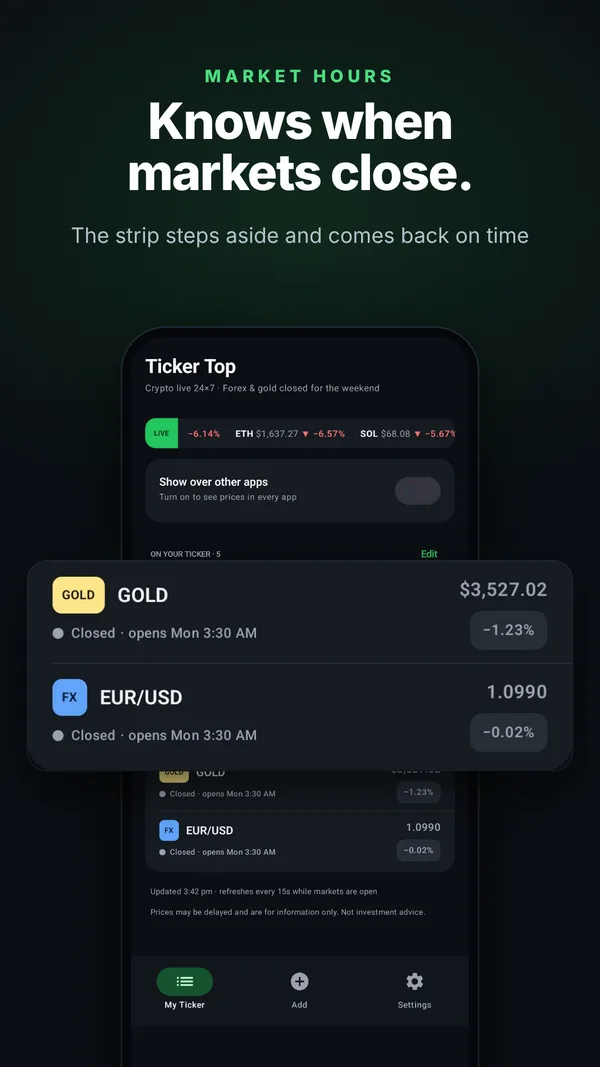 MARKET HOURS
Knows when
markets close.
The strip steps aside and comes back on time
Ticker Top
Crypto live 24×7 · Forex & gold closed for the weekend
LIVE −6.14% ETH $1,637.27 ▼ −6.57% SOL $68.08 ▼ −5.67%
Show over other apps
Turn on to see prices in every app
ON YOUR TICKER · 5 Edit
GOLD GOLD $3,527.02
Closed · opens Mon 3:30 AM −1.23%
FX EUR/USD 1.0990
Closed · opens Mon 3:30 AM −0.02%
GOLD GOLD $3,527.02
Closed · opens Mon 3:30 AM −1.23%
FX EUR/USD 1.0990
Closed · opens Mon 3:30 AM −0.02%
Updated 3:42 pm · refreshes every 15s while markets are open
Prices may be delayed and are for information only. Not investment advice.
My Ticker Add Settings